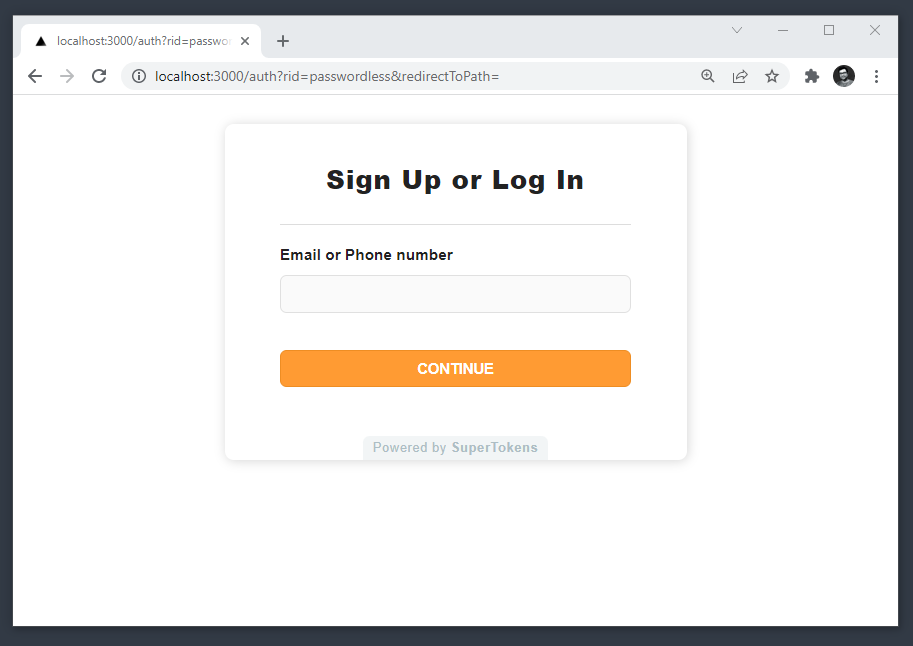 localhost:3000/auth?rid=passwo
localhost:3000/auth?rid=passwordless&redirectToPath=
Sign Up or Log In
Email or Phone number
CONTINUE
Powered by SuperTokens